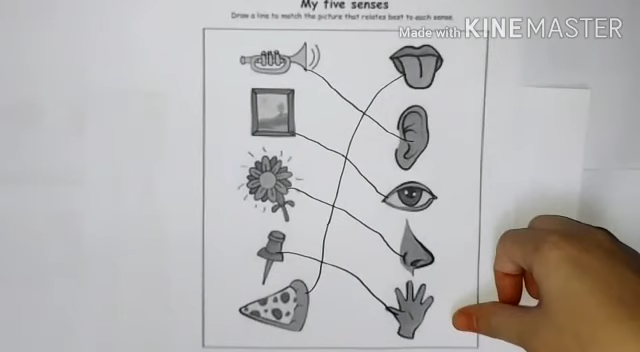 My five senses
Draw a line to match the picture that relates best to each sense.
Made with KINEMASTER